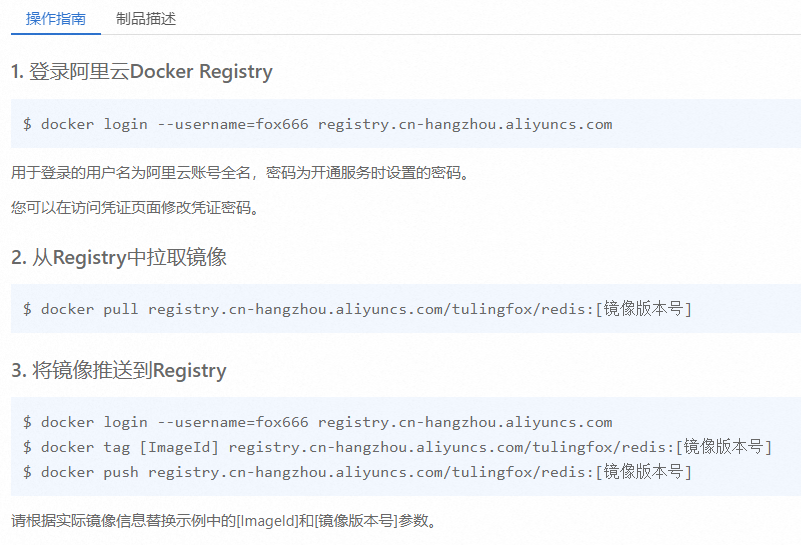 操作指南 制品描述
1. 登录阿里云Docker Registry
$ docker login --username=fox666 registry.cn-hangzhou.aliyuncs.com
用于登录的用户名为阿里云账号全名，密码为开通服务时设置的密码。
您可以在访问凭证页面修改凭证密码。
2. 从Registry中拉取镜像
$ docker pull registry.cn-hangzhou.aliyuncs.com/tulingfox/redis:[镜像版本号]
3. 将镜像推送到Registry
$ docker login --username=fox666 registry.cn-hangzhou.aliyuncs.com
$ docker tag [ImageId] registry.cn-hangzhou.aliyuncs.com/tulingfox/redis:[镜像版本号]
$ docker push registry.cn-hangzhou.aliyuncs.com/tulingfox/redis:[镜像版本号]
请根据实际镜像信息替换示例中的[ImageId]和[镜像版本号]参数。